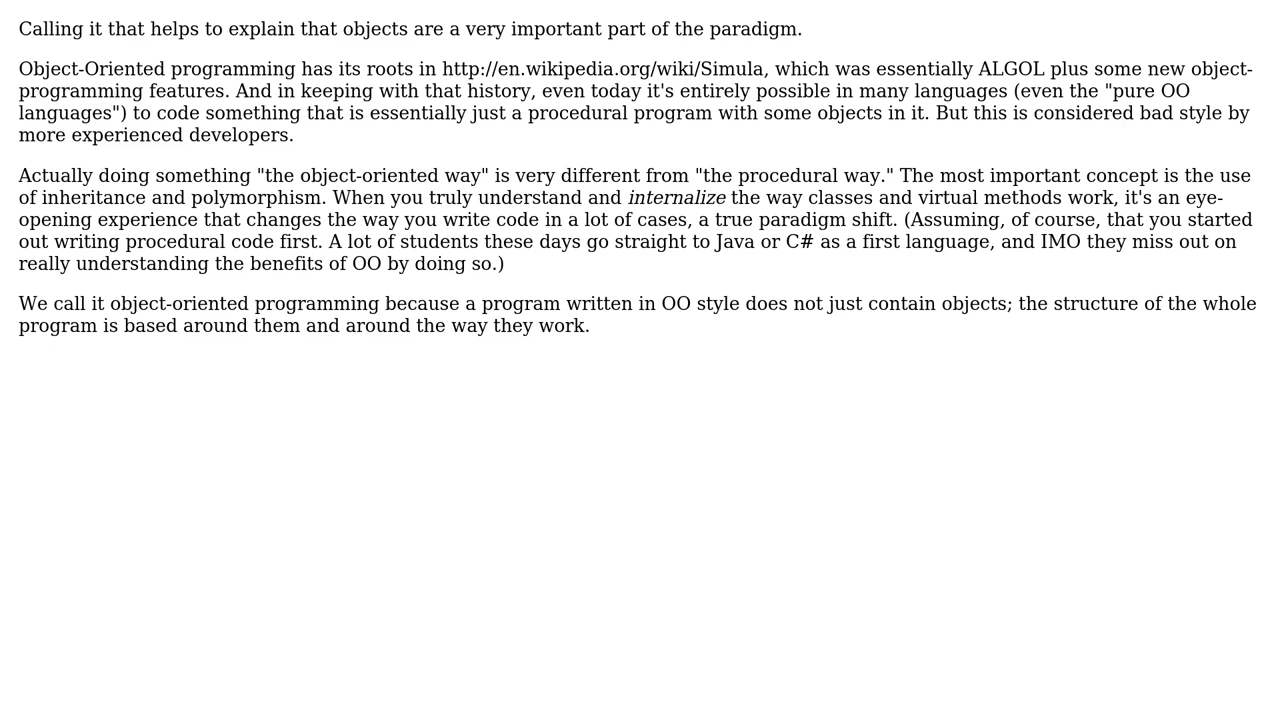 Calling it that helps to explain that objects are a very important part of the paradigm.
Object-Oriented programming has its roots in http://en.wikipedia.org/wiki/Simula, which was essentially ALGOL plus some new object-
programming features. And in keeping with that history, even today it's entirely possible in many languages (even the "pure OO
languages") to code something that is essentially just a procedural program with some objects in it. But this is considered bad style by
more experienced developers.
Actually doing something "the object-oriented way" is very different from "the procedural way." The most important concept is the use
of inheritance and polymorphism. When you truly understand and internalize the way classes and virtual methods work, it's an eye-
opening experience that changes the way you write code in a lot of cases, a true paradigm shift. (Assuming, of course, that you started
out writing procedural code first. A lot of students these days go straight to Java or C# as a first language, and IMO they miss out on
really understanding the benefits of OO by doing so.)
We call it object-oriented programming because a program written in OO style does not just contain objects; the structure of the whole
program is based around them and around the way they work.